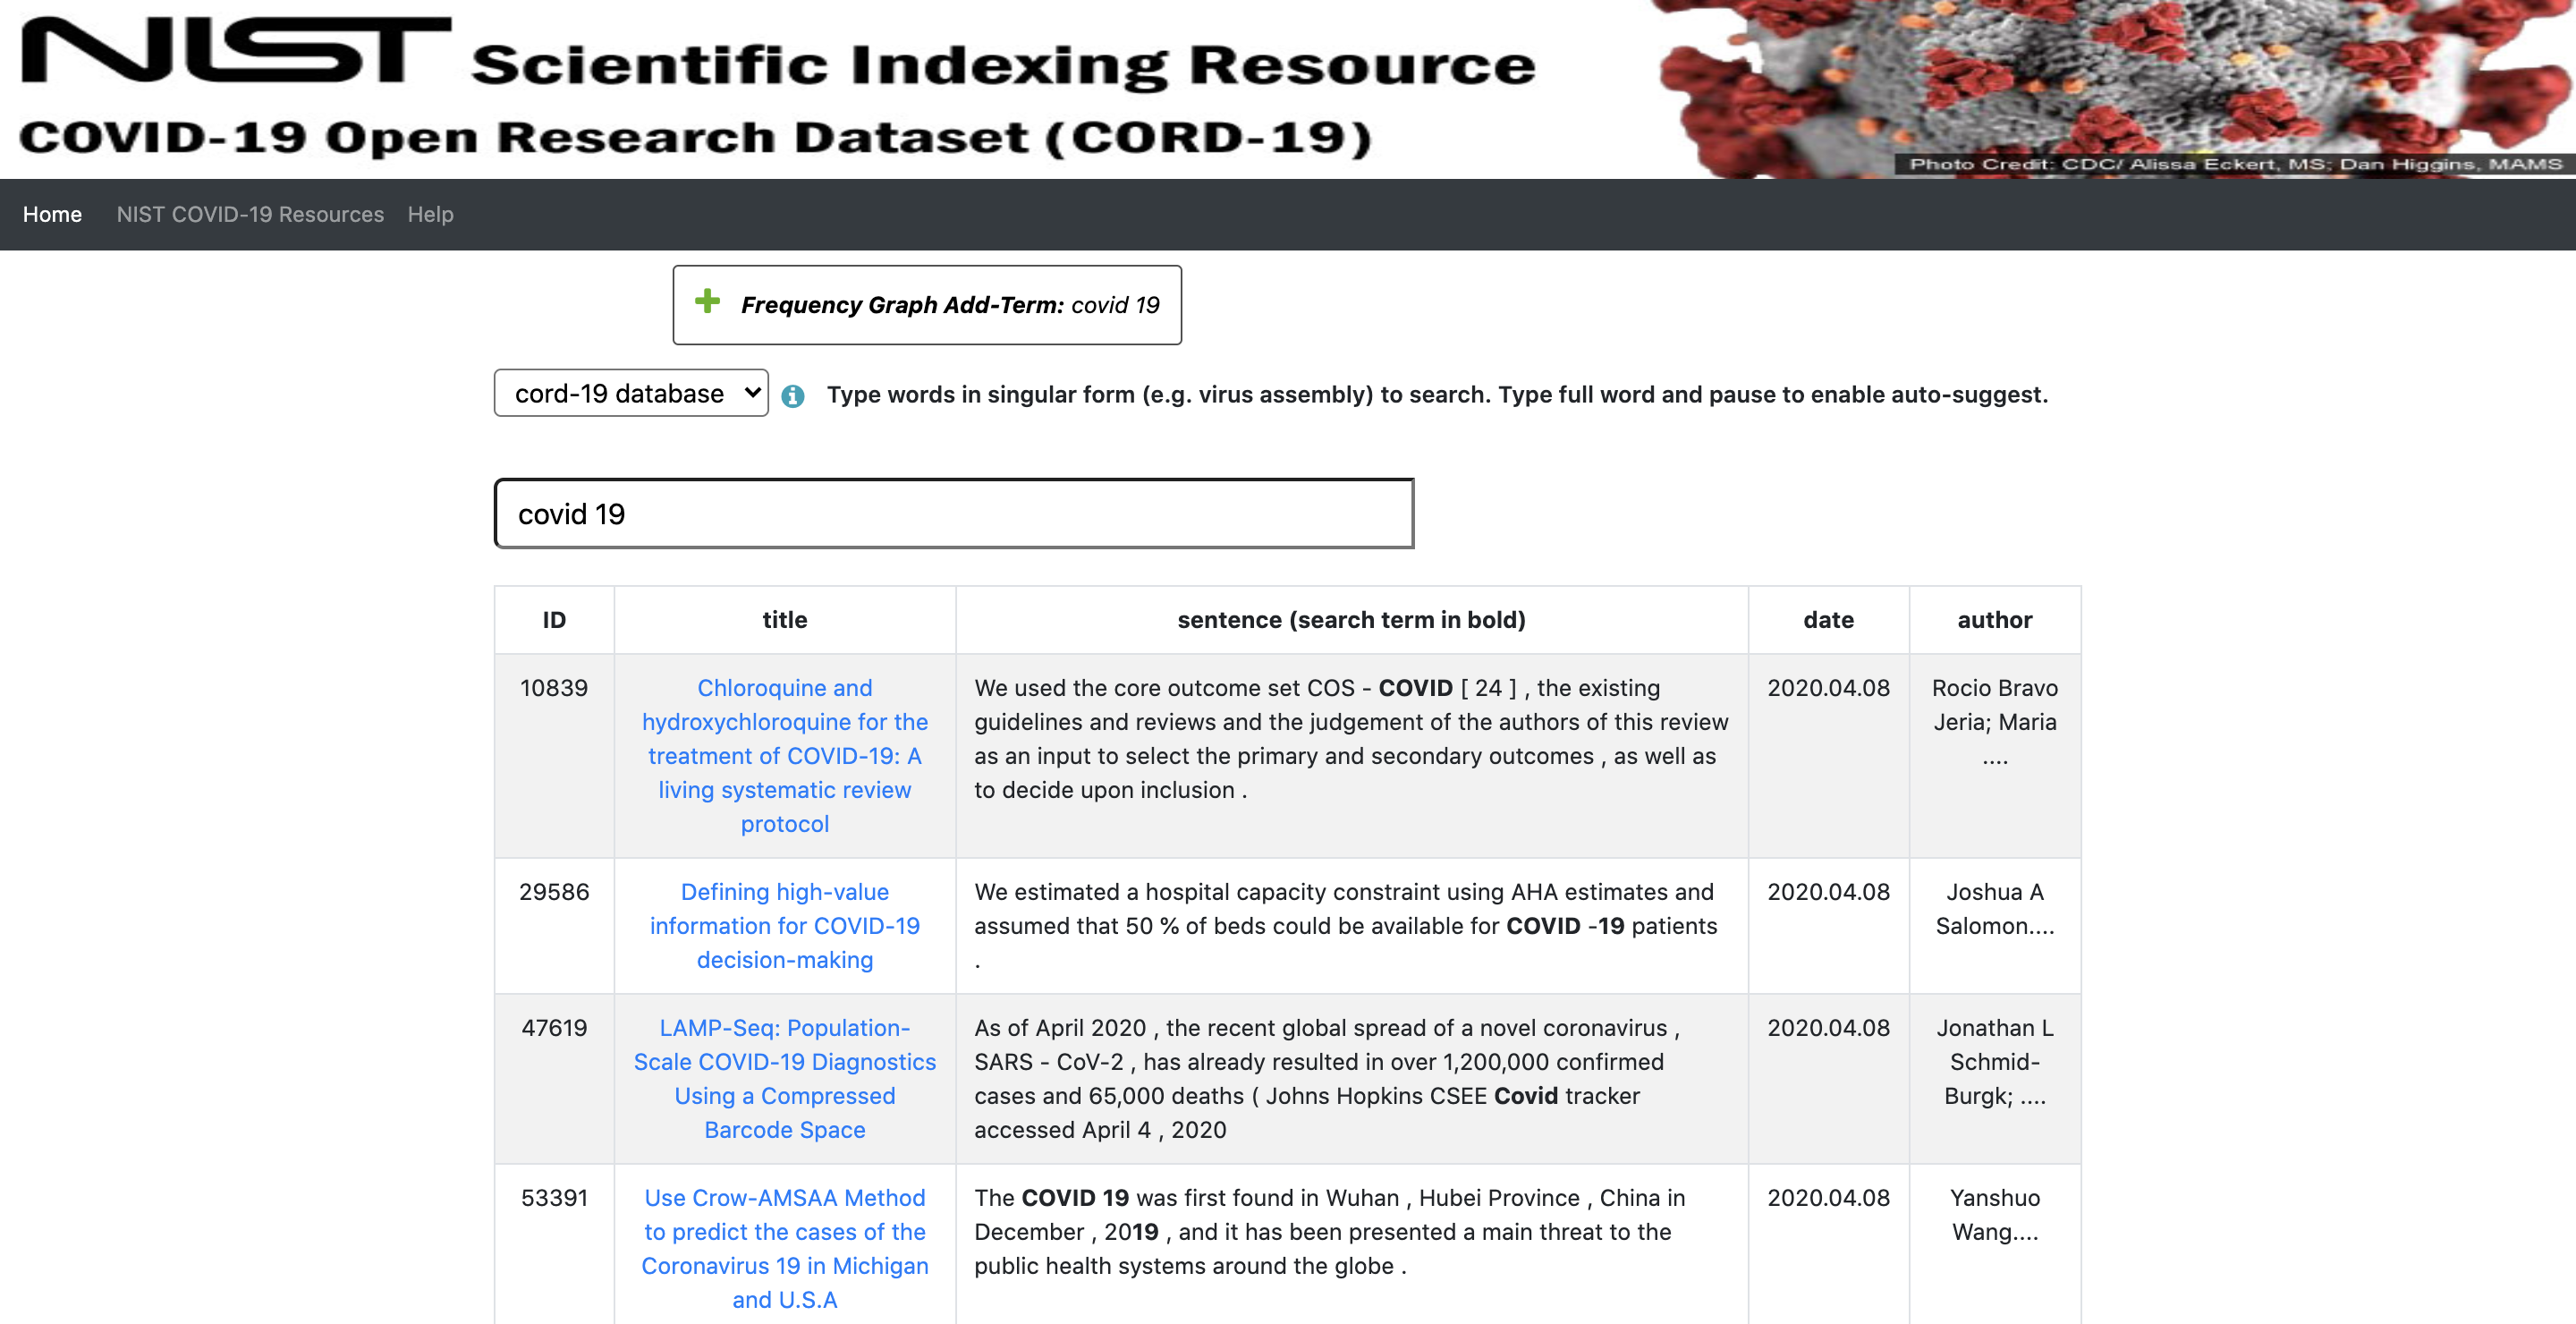 NIST Scientific Indexing Resource
COVID-19 Open Research Dataset (CORD-19)
Photo Credit: CDC/ Alissa Eckert, MS; Dan Higgins, MAMS
Home NIST COVID-19 Resources Help
Frequency Graph Add-Term: covid 19
cord-19 database Type words in singular form (e.g. virus assembly) to search. Type full word and pause to enable auto-suggest.
covid 19
ID title sentence (search term in bold) date author
10839
Chloroquine and
hydroxychloroquine for the
treatment of COVID-19: A
living systematic review
protocol
We used the core outcome set COS - COVID [ 24 ] , the existing
guidelines and reviews and the judgement of the authors of this review
as an input to select the primary and secondary outcomes , as well as
to decide upon inclusion .
2020.04.08
Rocio Bravo
Jeria; Maria
....
29586
Defining high-value
information for COVID-19
decision-making
We estimated a hospital capacity constraint using AHA estimates and
assumed that 50 % of beds could be available for COVID -19 patients
.
2020.04.08
Joshua A
Salomon....
47619
LAMP-Seq: Population-
Scale COVID-19 Diagnostics
Using a Compressed
Barcode Space
As of April 2020 , the recent global spread of a novel coronavirus ,
SARS - CoV-2 , has already resulted in over 1,200,000 confirmed
cases and 65,000 deaths ( Johns Hopkins CSEE Covid tracker
accessed April 4 , 2020
2020.04.08
Jonathan L
Schmid-
Burgk; ....
53391
Use Crow-AMSAA Method
to predict the cases of the
Coronavirus 19 in Michigan
and U.S.A
The COVID 19 was first found in Wuhan , Hubei Province , China in
December , 2019 , and it has been presented a main threat to the
public health systems around the globe .
2020.04.08
Yanshuo
Wang....